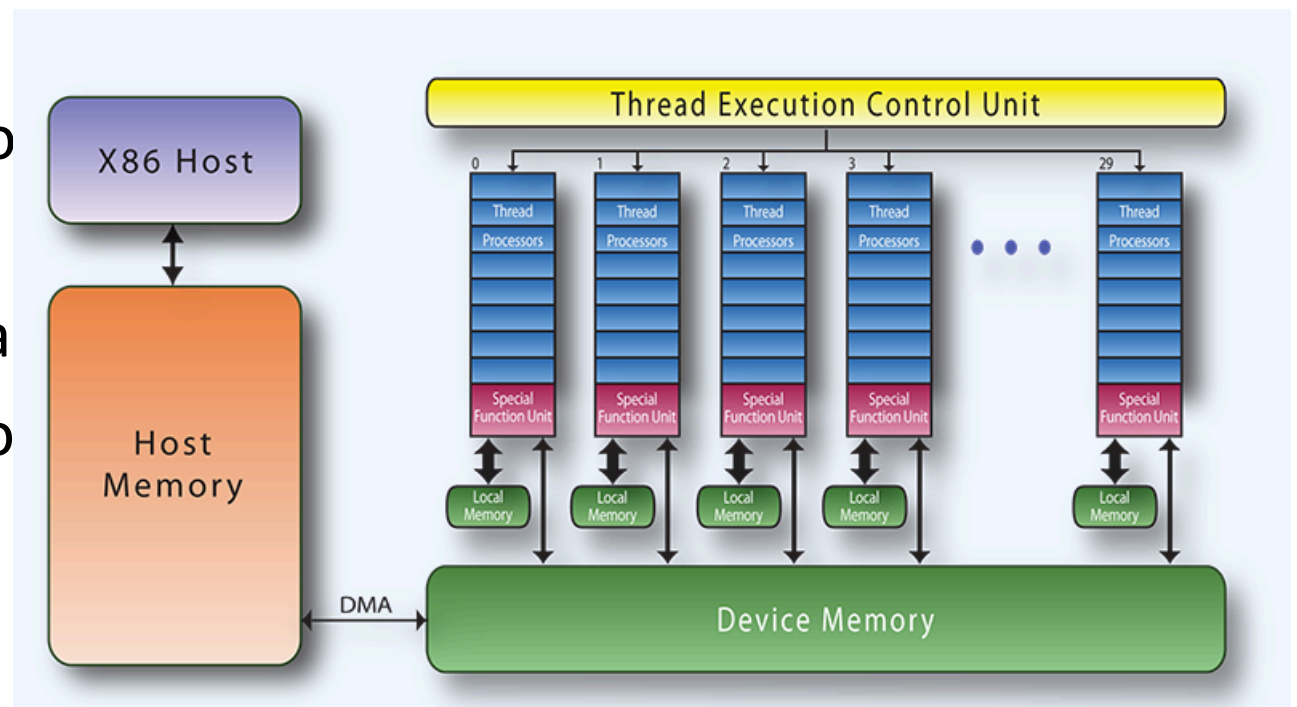 o
a
o
X86 Host
Host
Memory
DMA
Thread Execution Control Unit
0
1
2
3
29
Thread
Processors
Special
Function Unit
Local
Memory
Thread
Processors
Special
Function Unit
Local
Memory
Thread
Processors
Special
Function Unit
Local
Memory
Thread
Processors
Special
Function Unit
Local
Memory
Thread
Processors
Special
Function Unit
Local
Memory
Device Memory